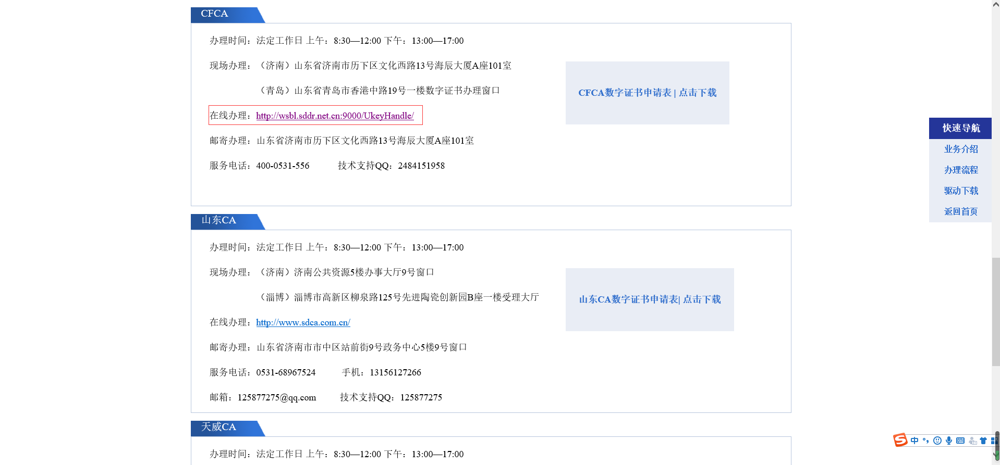 CFCA
办理时间：法定工作日 上午：8:30—12:00 下午：13:00—17:00
现场办理：（济南）山东省济南市历下区文化西路13号海辰大厦A座101室
（青岛）山东省青岛市香港中路19号一楼数字证书办理窗口
在线办理：http://wsbl.sddr.net.cn:9000/UkeyHandle/
邮寄办理：山东省济南市历下区文化西路13号海辰大厦A座101室
服务电话：400-0531-556 技术支持QQ：2484151958
CFCA数字证书申请表 | 点击下载
山东CA
办理时间：法定工作日 上午：8:30—12:00 下午：13:00—17:00
现场办理：（济南）济南公共资源5楼办事大厅9号窗口
（淄博）淄博市高新区柳泉路125号先进陶瓷创新园B座一楼受理大厅
在线办理：http://www.sdca.com.cn/
邮寄办理：山东省济南市市中区站前街9号政务中心5楼9号窗口
服务电话：0531-68967524 手机：13156127266
邮箱：125877275@qq.com 技术支持QQ：125877275
山东CA数字证书申请表| 点击下载
天威CA
办理时间：法定工作日 上午：8:30—12:00 下午：13:00—17:00
快速导航
业务介绍
办理流程
驱动下载
返回首页
中